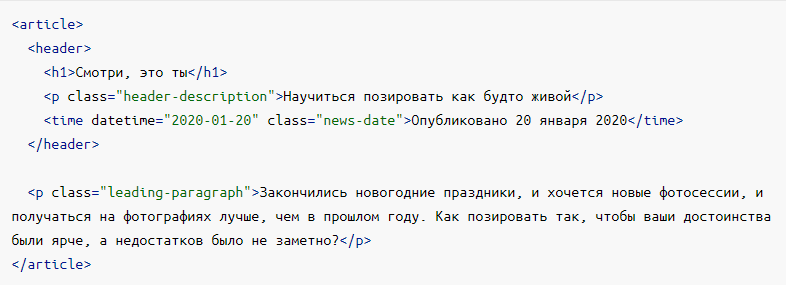 <article>
  <header>
    <h1>Смотри, это ты</h1>
    <p class="header-description">Научиться позировать как будто живой</p>
    <time datetime="2020-01-20" class="news-date">Опубликовано 20 января 2020</time>
  </header>

  <p class="leading-paragraph">Закончились новогодние праздники, и хочется новые фотосессии, и
получаться на фотографиях лучше, чем в прошлом году. Как позировать так, чтобы ваши достоинства
были ярче, а недостатков было не заметно?</p>
</article>